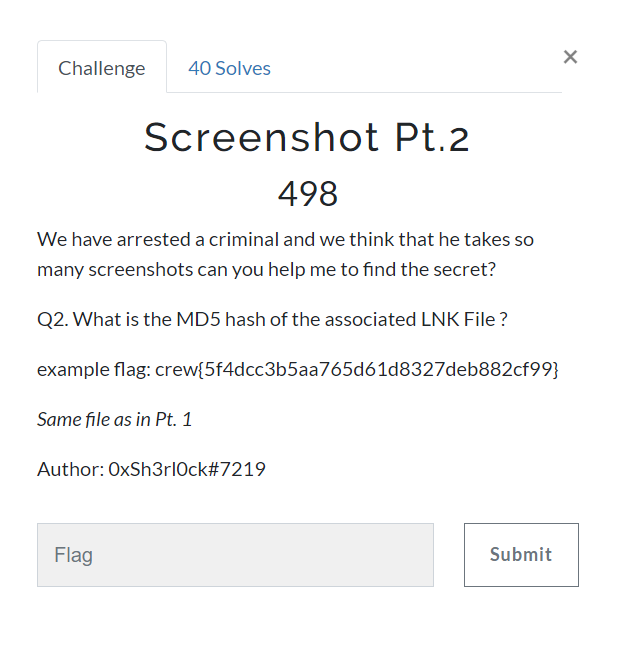 Challenge
40 Solves
×
Screenshot Pt.2
498
We have arrested a criminal and we think that he takes so
many screenshots can you help me to find the secret?
Q2. What is the MD5 hash of the associated LNK File ?
example flag: crew{5f4dcc3b5aa765d61d8327deb882cf99}
Same file as in Pt. 1
Author: 0xSh3rl0ck#7219
Flag
Submit